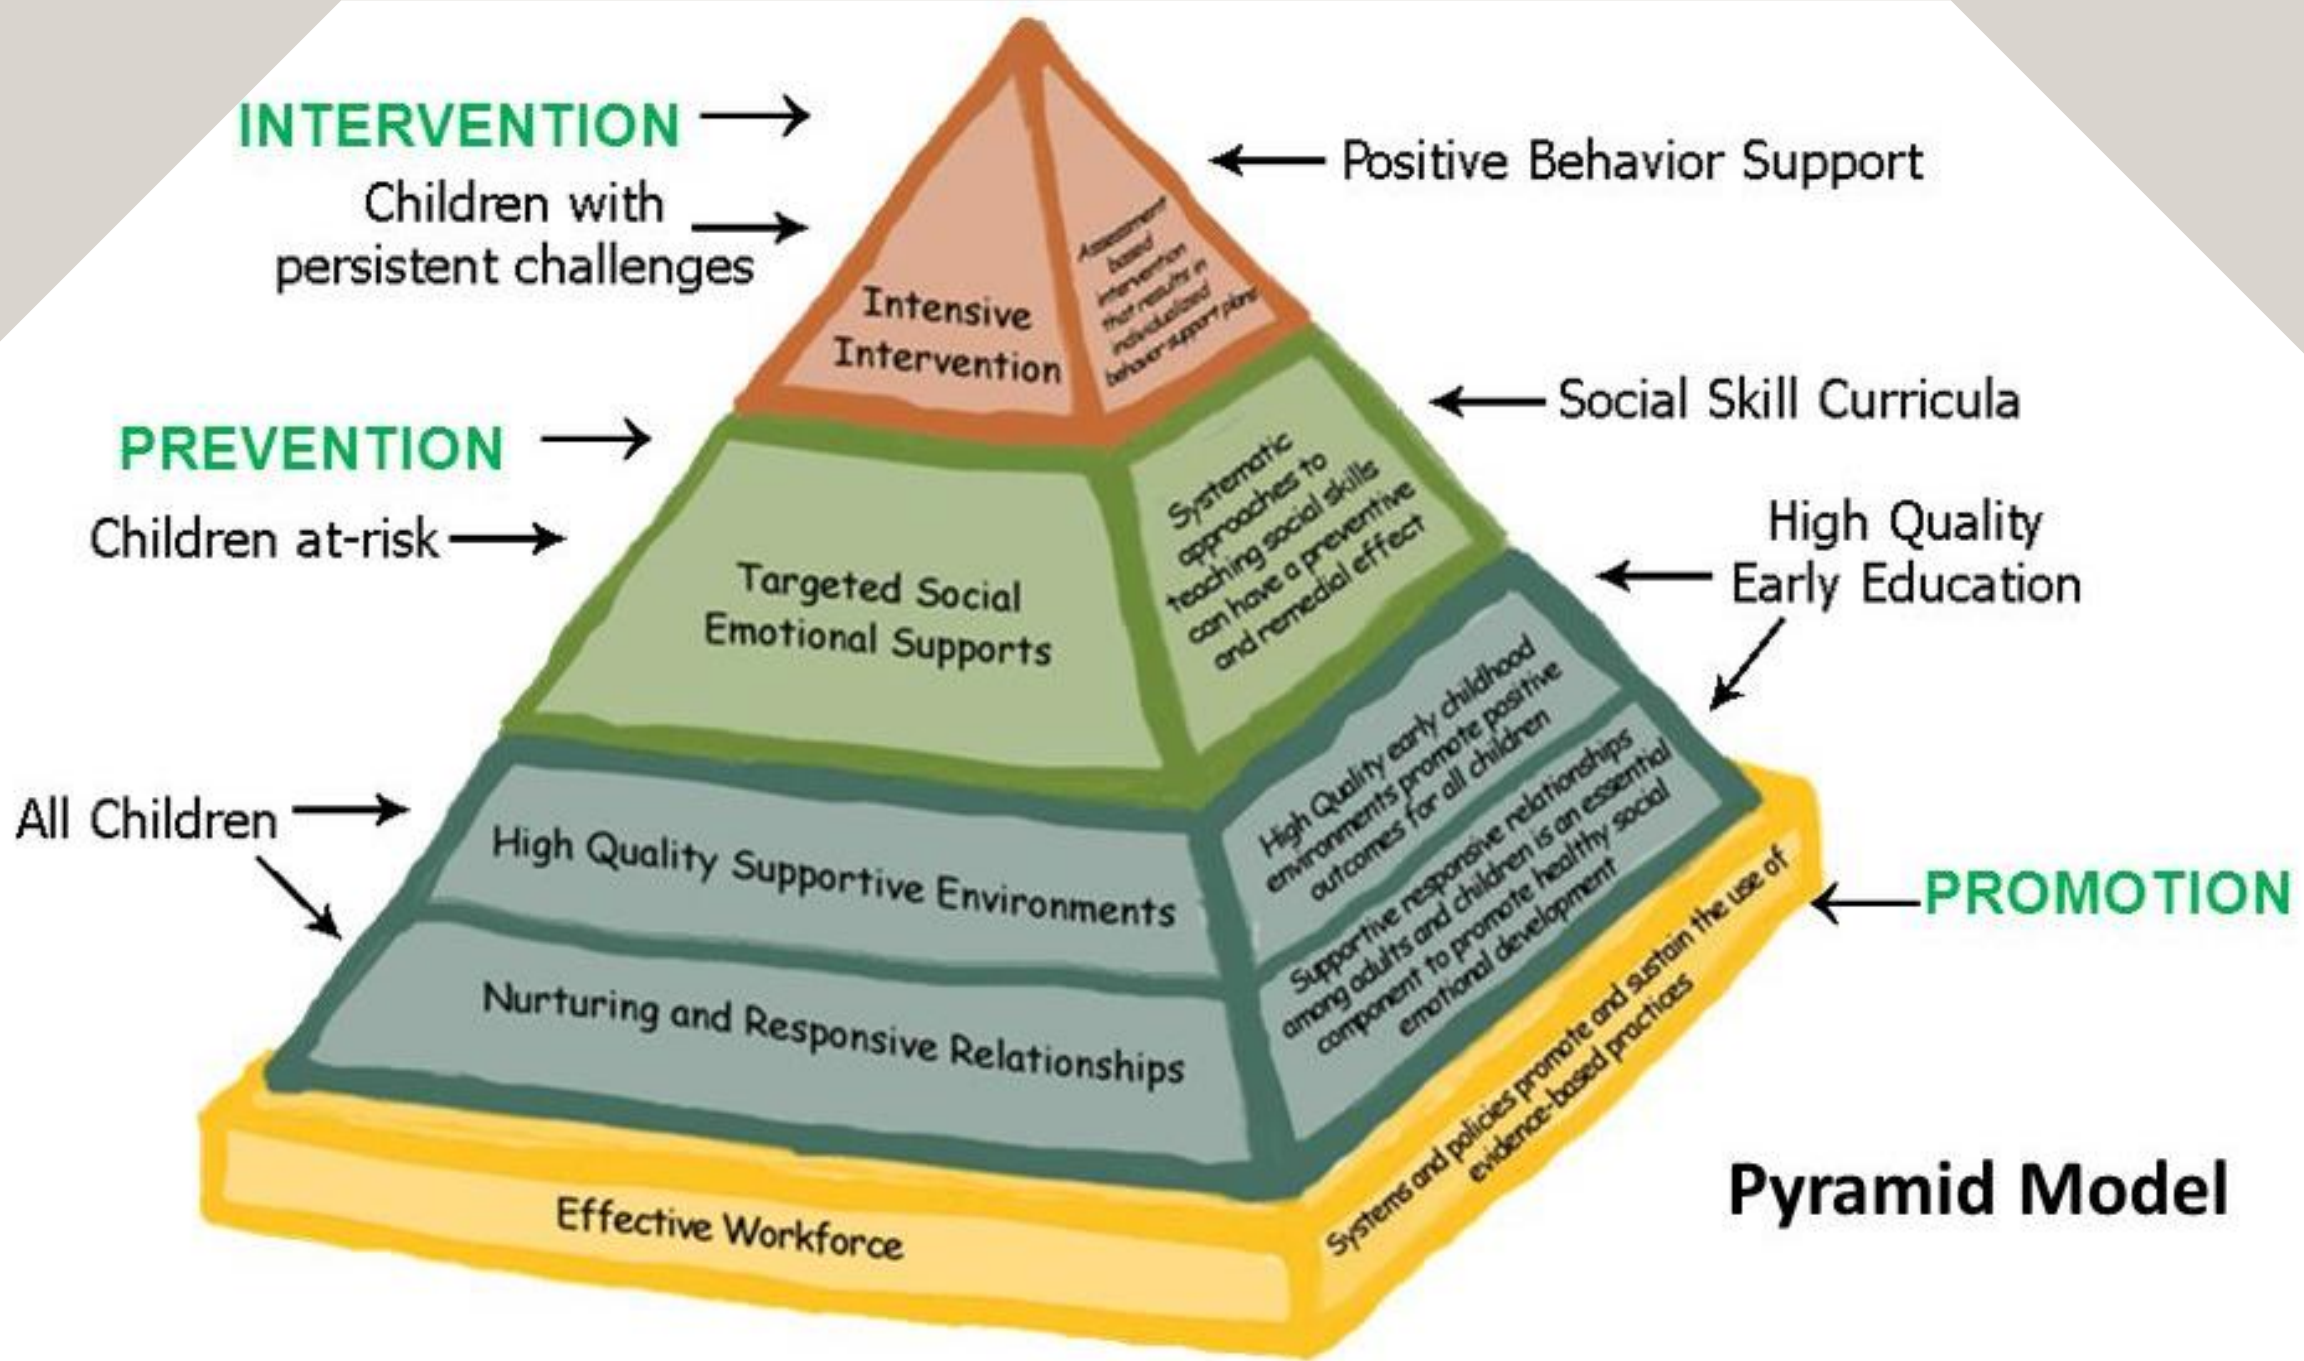 INTERVENTION
Children with
persistent challenges
Positive Behavior Support
Intensive
Intervention
Assessment
based
intervention
that results in
individualized
behavior support plans
PREVENTION
Children at-risk
Social Skill Curricula
Targeted Social
Emotional Supports
Systematic
approaches to
teaching social skills
can have a preventive
and remedial effect
High Quality
Early Education
All Children
High Quality Supportive Environments
High Quality early childhood
environments promote positive
outcomes for all children
Nurturing and Responsive Relationships
Supportive responsive relationships
among adults and children is an essential
component to promote healthy social
emotional development
PROMOTION
Effective Workforce
Systems and policies promote and sustain the use of
evidence-based practices
Pyramid Model